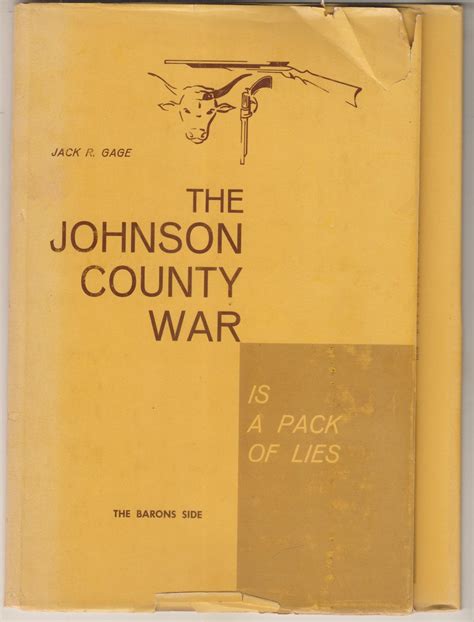 JACK R. GAGE
THE
JOHNSON
COUNTY
WAR
IS
A PACK
OF LIES
THE BARONS SIDE